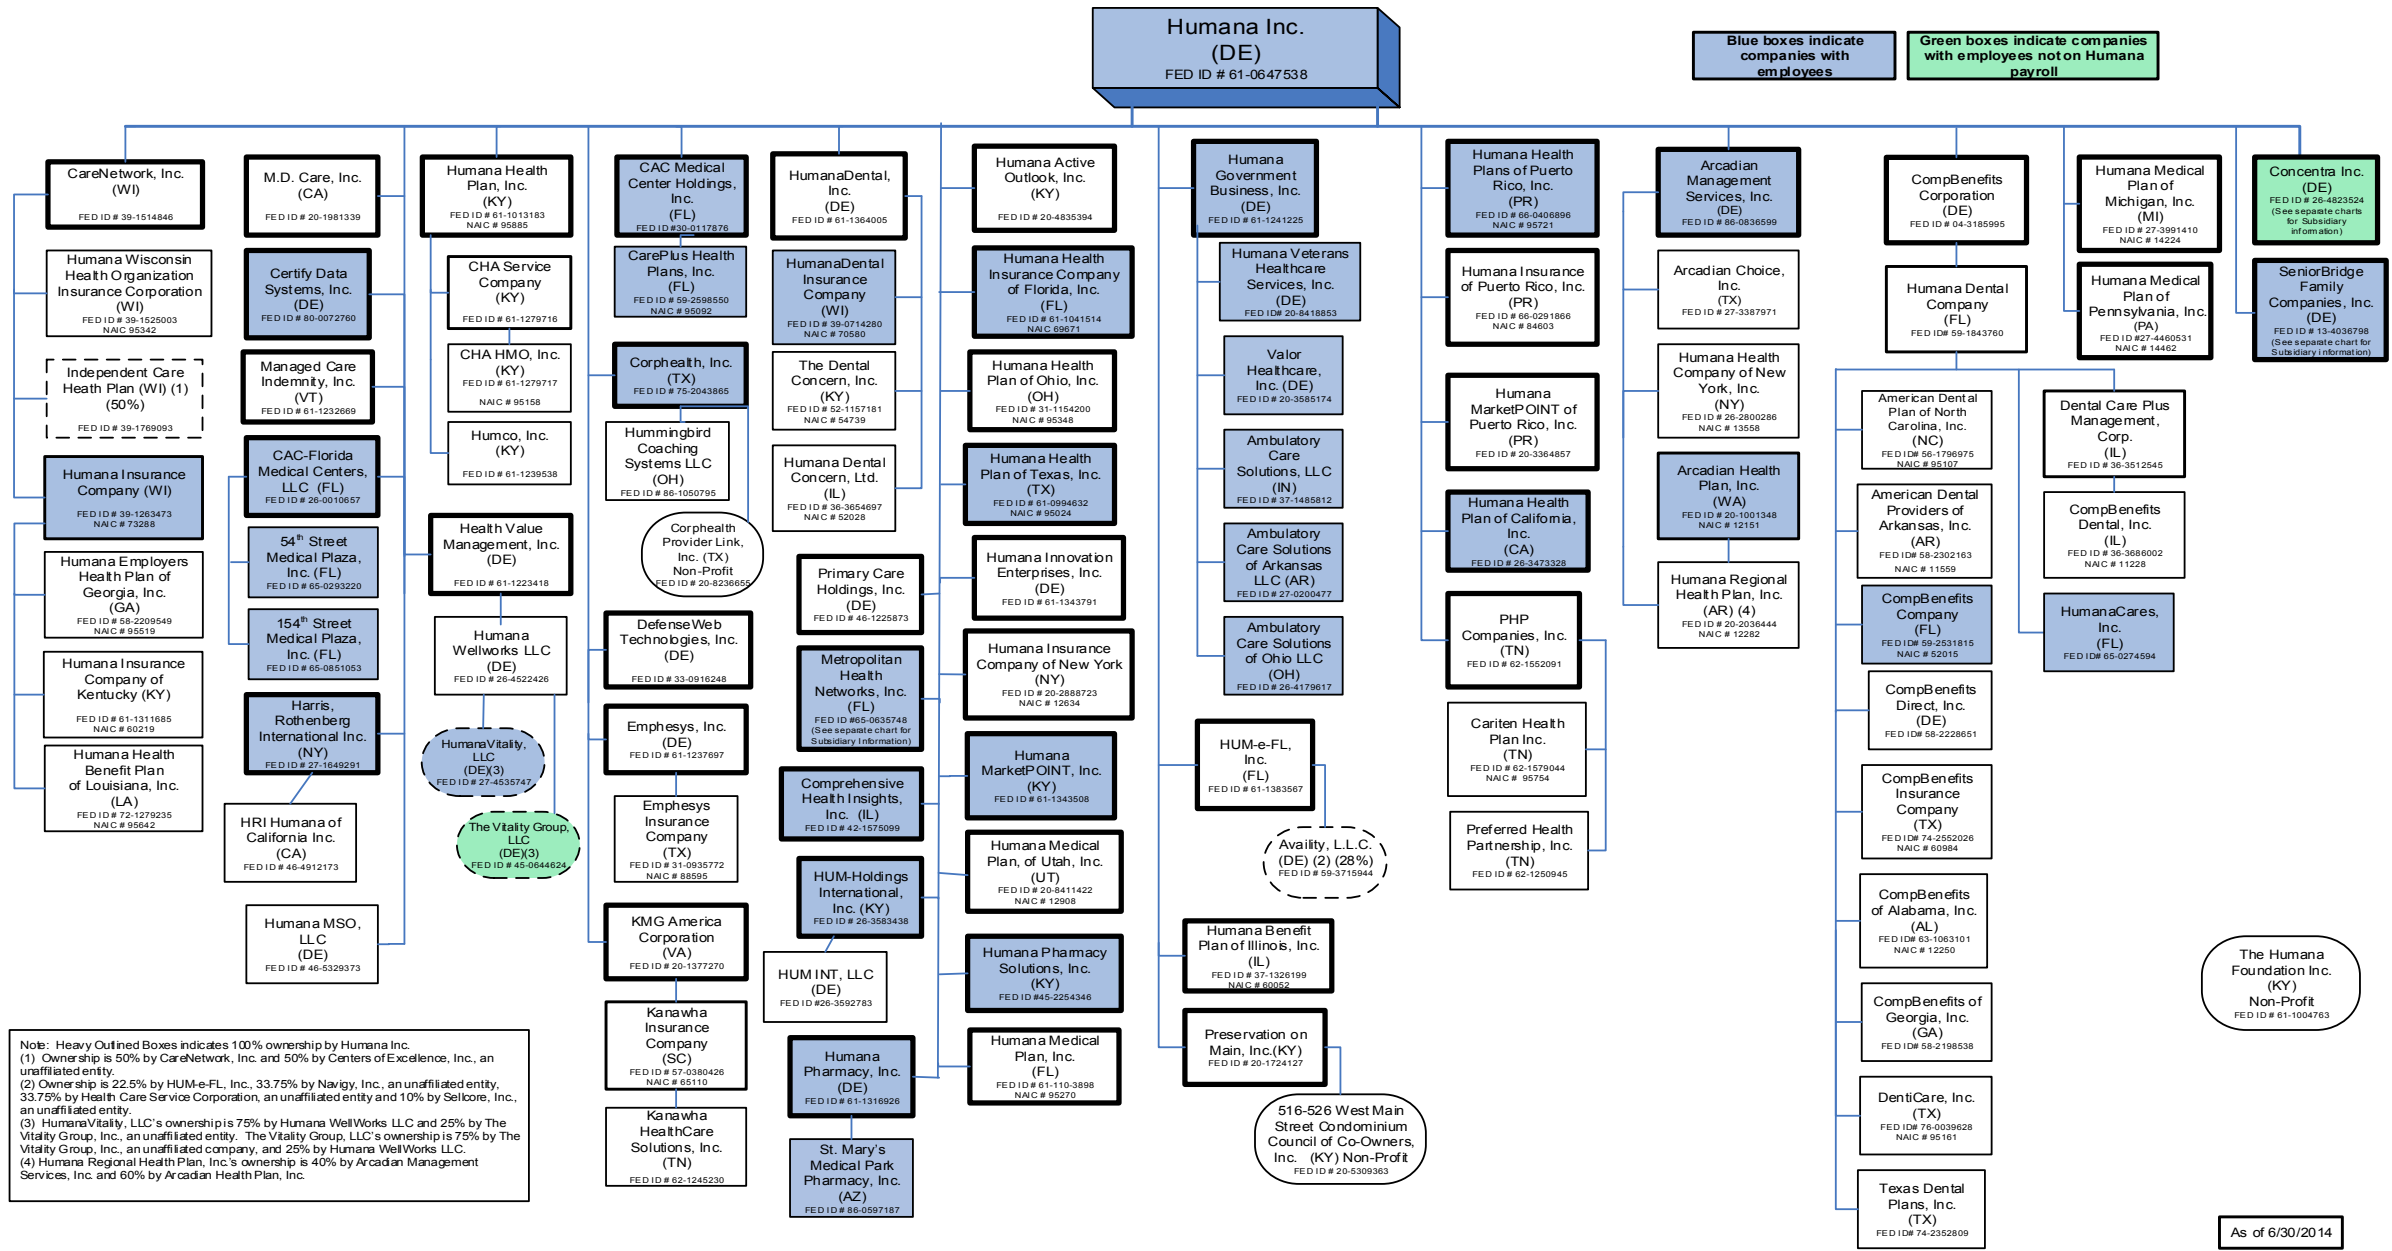 Humana Inc.
(DE)
FED ID # 61-0647538
Blue boxes indicate
companies with
employees
Green boxes indicate companies
with employees not on Humana
payroll
CareNetwork, Inc.
(WI)
FED ID # 39-1514846
Humana Wisconsin
Health Organization
Insurance Corporation
(WI)
FED ID # 39-1525003
NAIC 95342
Independent Care
Heath Plan (WI) (1)
(50%)
FED ID # 39-1769093
Humana Insurance
Company (WI)
FED ID # 39-1263473
NAIC # 73288
Humana Employers
Health Plan of
Georgia, Inc.
(GA)
FED ID # 58-2209549
NAIC # 95519
Humana Insurance
Company of
Kentucky (KY)
FED ID # 61-1311685
NAIC # 60219
Humana Health
Benefit Plan
of Louisiana, Inc.
(LA)
FED ID # 72-1279235
NAIC # 95642
M.D. Care, Inc.
(CA)
FED ID # 20-1981339
Certify Data
Systems, Inc.
(DE)
FED ID # 80-0072760
Managed Care
Indemnity, Inc.
(VT)
FED ID # 61-1232669
CAC-Florida
Medical Centers,
LLC (FL)
FED ID # 26-0010657
54th Street
Medical Plaza,
Inc. (FL)
FED ID # 65-0293220
154th Street
Medical Plaza,
Inc. (FL)
FED ID # 65-0851053
Harris,
Rothenberg
International Inc.
(NY)
FED ID # 27-1649291
HRI Humana of
California Inc.
(CA)
FED ID # 46-4912173
Humana MSO,
LLC
(DE)
FED ID # 46-5329373
Humana Health
Plan, Inc.
(KY)
FED ID # 61-1013183
NAIC # 95885
CHA Service
Company
(KY)
FED ID # 61-1279716
CHA HMO, Inc.
(KY)
FED ID # 61-1279717
NAIC # 95158
Humco, Inc.
(KY)
FED ID # 61-1239538
Health Value
Management, Inc.
(DE)
FED ID # 61-1223418
Humana
Wellworks LLC
(DE)
FED ID # 26-4522426
HumanaVitality,
LLC
(DE)(3)
FED ID # 27-4535747
The Vitality Group,
LLC
(DE)(3)
FED ID # 45-0644624
CAC Medical
Center Holdings,
Inc.
(FL)
FED ID #30-0117876
CarePlus Health
Plans, Inc.
(FL)
FED ID # 59-2598550
NAIC # 95092
Corphealth, Inc.
(TX)
FED ID # 75-2043865
Hummingbird
Coaching
Systems LLC
(OH)
FED ID # 86-1050795
Corphealth
Provider Link,
Inc. (TX)
Non-Profit
FED ID # 20-8236655
DefenseWeb
Technologies, Inc.
(DE)
FED ID # 33-0916248
Emphesys, Inc.
(DE)
FED ID # 61-1237697
Emphesys
Insurance
Company
(TX)
FED ID # 31-0935772
NAIC # 88595
KMG America
Corporation
(VA)
FED ID # 20-1377270
Kanawha
Insurance
Company
(SC)
FED ID # 57-0380426
NAIC # 65110
Kanawha
HealthCare
Solutions, Inc.
(TN)
FED ID # 62-1245230
HumanaDental,
Inc.
(DE)
FED ID # 61-1364005
HumanaDental
Insurance
Company
(WI)
FED ID # 39-0714280
NAIC # 70580
The Dental
Concern, Inc.
(KY)
FED ID # 52-1157181
NAIC # 54739
Humana Dental
Concern, Ltd.
(IL)
FED ID # 36-3654697
NAIC # 52028
Primary Care
Holdings, Inc.
(DE)
FED ID # 46-1225873
Metropolitan
Health
Networks, Inc.
(FL)
FED ID #65-0635748
(See separate chart for
Subsidiary Information)
Comprehensive
Health Insights,
Inc. (IL)
FED ID # 42-1575099
HUM-Holdings
International,
Inc. (KY)
FED ID # 26-3583438
HUM INT, LLC
(DE)
FED ID #26-3592783
Humana
Pharmacy, Inc.
(DE)
FED ID # 61-1316926
St. Mary's
Medical Park
Pharmacy, Inc.
(AZ)
FED ID # 86-0597187
Humana Active
Outlook, Inc.
(KY)
FED ID # 20-4835394
Humana Health
Insurance Company
of Florida, Inc.
(FL)
FED ID # 61-1041514
NAIC 69671
Humana Health
Plan of Ohio, Inc.
(OH)
FED ID # 31-1154200
NAIC # 95348
Humana Health
Plan of Texas, Inc.
(TX)
FED ID # 61-0994632
NAIC # 95024
Humana Innovation
Enterprises, Inc.
(DE)
FED ID # 61-1343791
Humana Insurance
Company of New York
(NY)
FED ID # 20-2888723
NAIC # 12634
Humana
MarketPOINT, Inc.
(KY)
FED ID # 61-1343508
Humana Medical
Plan, of Utah, Inc.
(UT)
FED ID # 20-8411422
NAIC # 12908
Humana Pharmacy
Solutions, Inc.
(KY)
FED ID #45-2254346
Humana Medical
Plan, Inc.
(FL)
FED ID # 61-110-3898
NAIC # 95270
Humana
Government
Business, Inc.
(DE)
FED ID # 61-1241225
Humana Veterans
Healthcare
Services, Inc.
(DE)
FED ID# 20-8418853
Valor
Healthcare,
Inc. (DE)
FED ID # 20-3585174
Ambulatory
Care
Solutions, LLC
(IN)
FED ID # 37-1485812
Ambulatory
Care Solutions
of Arkansas
LLC (AR)
FED ID # 27-0200477
Ambulatory
Care Solutions
of Ohio LLC
(OH)
FED ID # 26-4179617
HUM-e-FL,
Inc.
(FL)
FED ID # 61-1383567
Availity, L.L.C.
(DE) (2) (28%)
FED ID # 59-3715944
Humana Benefit
Plan of Illinois, Inc.
(IL)
FED ID # 37-1326199
NAIC # 60052
Preservation on
Main, Inc.(KY)
FED ID # 20-1724127
516-526 West Main
Street Condominium
Council of Co-Owners,
Inc. (KY) Non-Profit
FED ID # 20-5309363
Humana Health
Plans of Puerto
Rico, Inc.
(PR)
FED ID # 66-0406896
NAIC # 95721
Humana Insurance
of Puerto Rico, Inc.
(PR)
FED ID # 66-0291866
NAIC # 84603
Humana
MarketPOINT of
Puerto Rico, Inc.
(PR)
FED ID # 20-3364857
Humana Health
Plan of California,
Inc.
(CA)
FED ID # 26-3473328
PHP
Companies, Inc.
(TN)
FED ID # 62-1552091
Cariten Health
Plan Inc.
(TN)
FED ID # 62-1579044
NAIC # 95754
Preferred Health
Partnership, Inc.
(TN)
FED ID # 62-1250945
Arcadian
Management
Services, Inc.
(DE)
FED ID # 86-0836599
Arcadian Choice,
Inc.
(TX)
FED ID # 27-3387971
Humana Health
Company of New
York, Inc.
(NY)
FED ID # 26-2800286
NAIC # 13558
Arcadian Health
Plan, Inc.
(WA)
FED ID # 20-1001348
NAIC # 12151
Humana Regional
Health Plan, Inc.
(AR) (4)
FED ID # 20-2036444
NAIC # 12282
CompBenefits
Corporation
(DE)
FED ID # 04-3185995
Humana Dental
Company
(FL)
FED ID# 59-1843760
American Dental
Plan of North
Carolina, Inc.
(NC)
FED ID# 56-1796975
NAIC # 95107
American Dental
Providers of
Arkansas, Inc.
(AR)
FED ID# 58-2302163
NAIC # 11559
CompBenefits
Company
(FL)
FED ID# 59-2531815
NAIC # 52015
CompBenefits
Direct, Inc.
(DE)
FED ID# 58-2228651
CompBenefits
Insurance
Company
(TX)
FED ID# 74-2552026
NAIC # 60984
CompBenefits
of Alabama, Inc.
(AL)
FED ID# 63-1063101
NAIC # 12250
CompBenefits of
Georgia, Inc.
(GA)
FED ID# 58-2198538
DentiCare, Inc.
(TX)
FED ID# 76-0039628
NAIC # 95161
Texas Dental
Plans, Inc.
(TX)
FED ID# 74-2352809
Dental Care Plus
Management,
Corp.
(IL)
FED ID # 36-3512545
CompBenefits
Dental, Inc.
(IL)
FED ID # 36-3686002
NAIC # 11228
HumanaCares,
Inc.
(FL)
FED ID# 65-0274594
Humana Medical
Plan of
Michigan, Inc.
(MI)
FED ID # 27-3991410
NAIC # 14224
Humana Medical
Plan of
Pennsylvania, Inc.
(PA)
FED ID #27-4460531
NAIC # 14462
Concentra Inc.
(DE)
FED ID # 26-4823524
(See separate charts
for Subsidiary
information)
SeniorBridge
Family
Companies, Inc.
(DE)
FED ID # 13-4036798
(See separate chart for
Subsidiary information)
The Humana
Foundation Inc.
(KY)
Non-Profit
FED ID # 61-1004763
Note: Heavy Outlined Boxes indicates 100% ownership by Humana Inc.
(1) Ownership is 50% by CareNetwork, Inc. and 50% by Centers of Excellence, Inc., an
unaffiliated entity.
(2) Ownership is 22.5% by HUM-e-FL, Inc., 33.75% by Navigy, Inc., an unaffiliated entity,
33.75% by Health Care Service Corporation, an unaffiliated entity and 10% by Sellcore, Inc.,
an unaffiliated entity.
(3) HumanaVitality, LLC's ownership is 75% by Humana WellWorks LLC and 25% by The
Vitality Group, Inc., an unaffiliated entity. The Vitality Group, LLC's ownership is 75% by The
Vitality Group, Inc., an unaffiliated company, and 25% by Humana WellWorks LLC.
(4) Humana Regional Health Plan, Inc.'s ownership is 40% by Arcadian Management
Services, Inc. and 60% by Arcadian Health Plan, Inc.
As of 6/30/2014